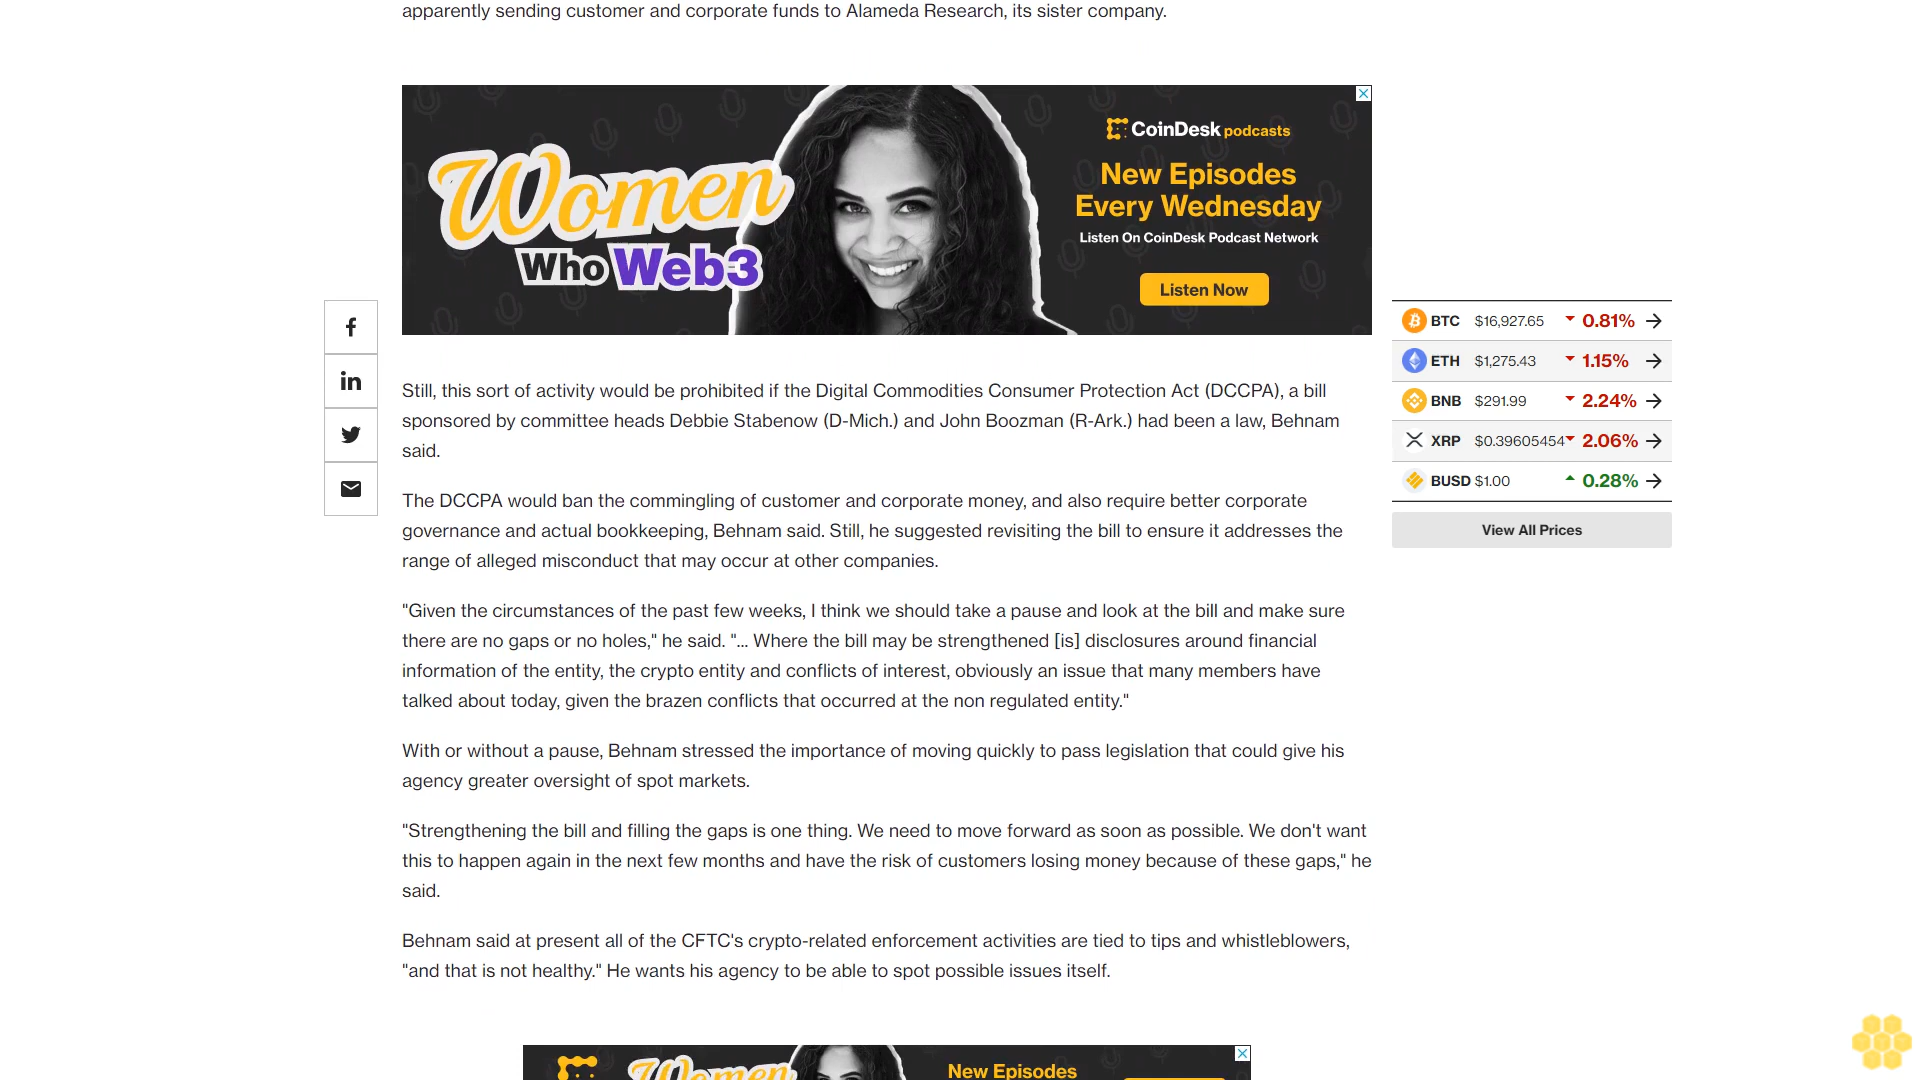 apparently sending customer and corporate funds to Alameda Research, its sister company.
Women
Who Web3
CoinDesk podcasts
New Episodes
Every Wednesday
Listen On CoinDesk Podcast Network
Listen Now
BTC $16,927.65 0.81%
ETH $1,275.43 1.15%
BNB $291.99 2.24%
XRP $0.39605454 2.06%
BUSD $1.00 0.28%
View All Prices
Still, this sort of activity would be prohibited if the Digital Commodities Consumer Protection Act (DCCPA), a bill
sponsored by committee heads Debbie Stabenow (D-Mich.) and John Boozman (R-Ark.) had been a law, Behnam
said.
The DCCPA would ban the commingling of customer and corporate money, and also require better corporate
governance and actual bookkeeping, Behnam said. Still, he suggested revisiting the bill to ensure it addresses the
range of alleged misconduct that may occur at other companies.
"Given the circumstances of the past few weeks, I think we should take a pause and look at the bill and make sure
there are no gaps or no holes," he said. "... Where the bill may be strengthened [is] disclosures around financial
information of the entity, the crypto entity and conflicts of interest, obviously an issue that many members have
talked about today, given the brazen conflicts that occurred at the non regulated entity."
With or without a pause, Behnam stressed the importance of moving quickly to pass legislation that could give his
agency greater oversight of spot markets.
"Strengthening the bill and filling the gaps is one thing. We need to move forward as soon as possible. We don't want
this to happen again in the next few months and have the risk of customers losing money because of these gaps," he
said.
Behnam said at present all of the CFTC's crypto-related enforcement activities are tied to tips and whistleblowers,
"and that is not healthy." He wants his agency to be able to spot possible issues itself.
Women
New Episodes